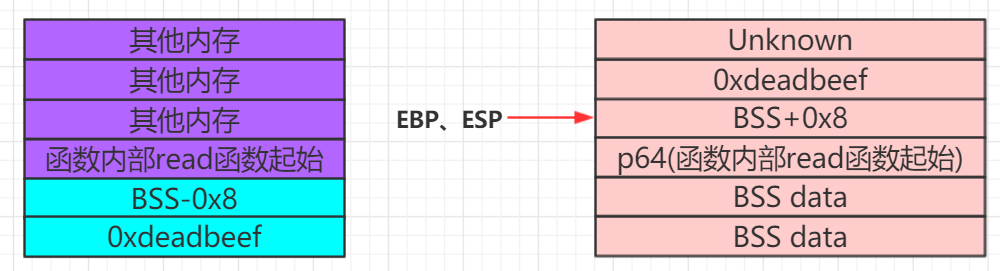 其他内存
其他内存
其他内存
函数内部read函数起始
BSS-0x8
0xdeadbeef
EBP、ESP
Unknown
0xdeadbeef
BSS+0x8
p64(函数内部read函数起始)
BSS data
BSS data